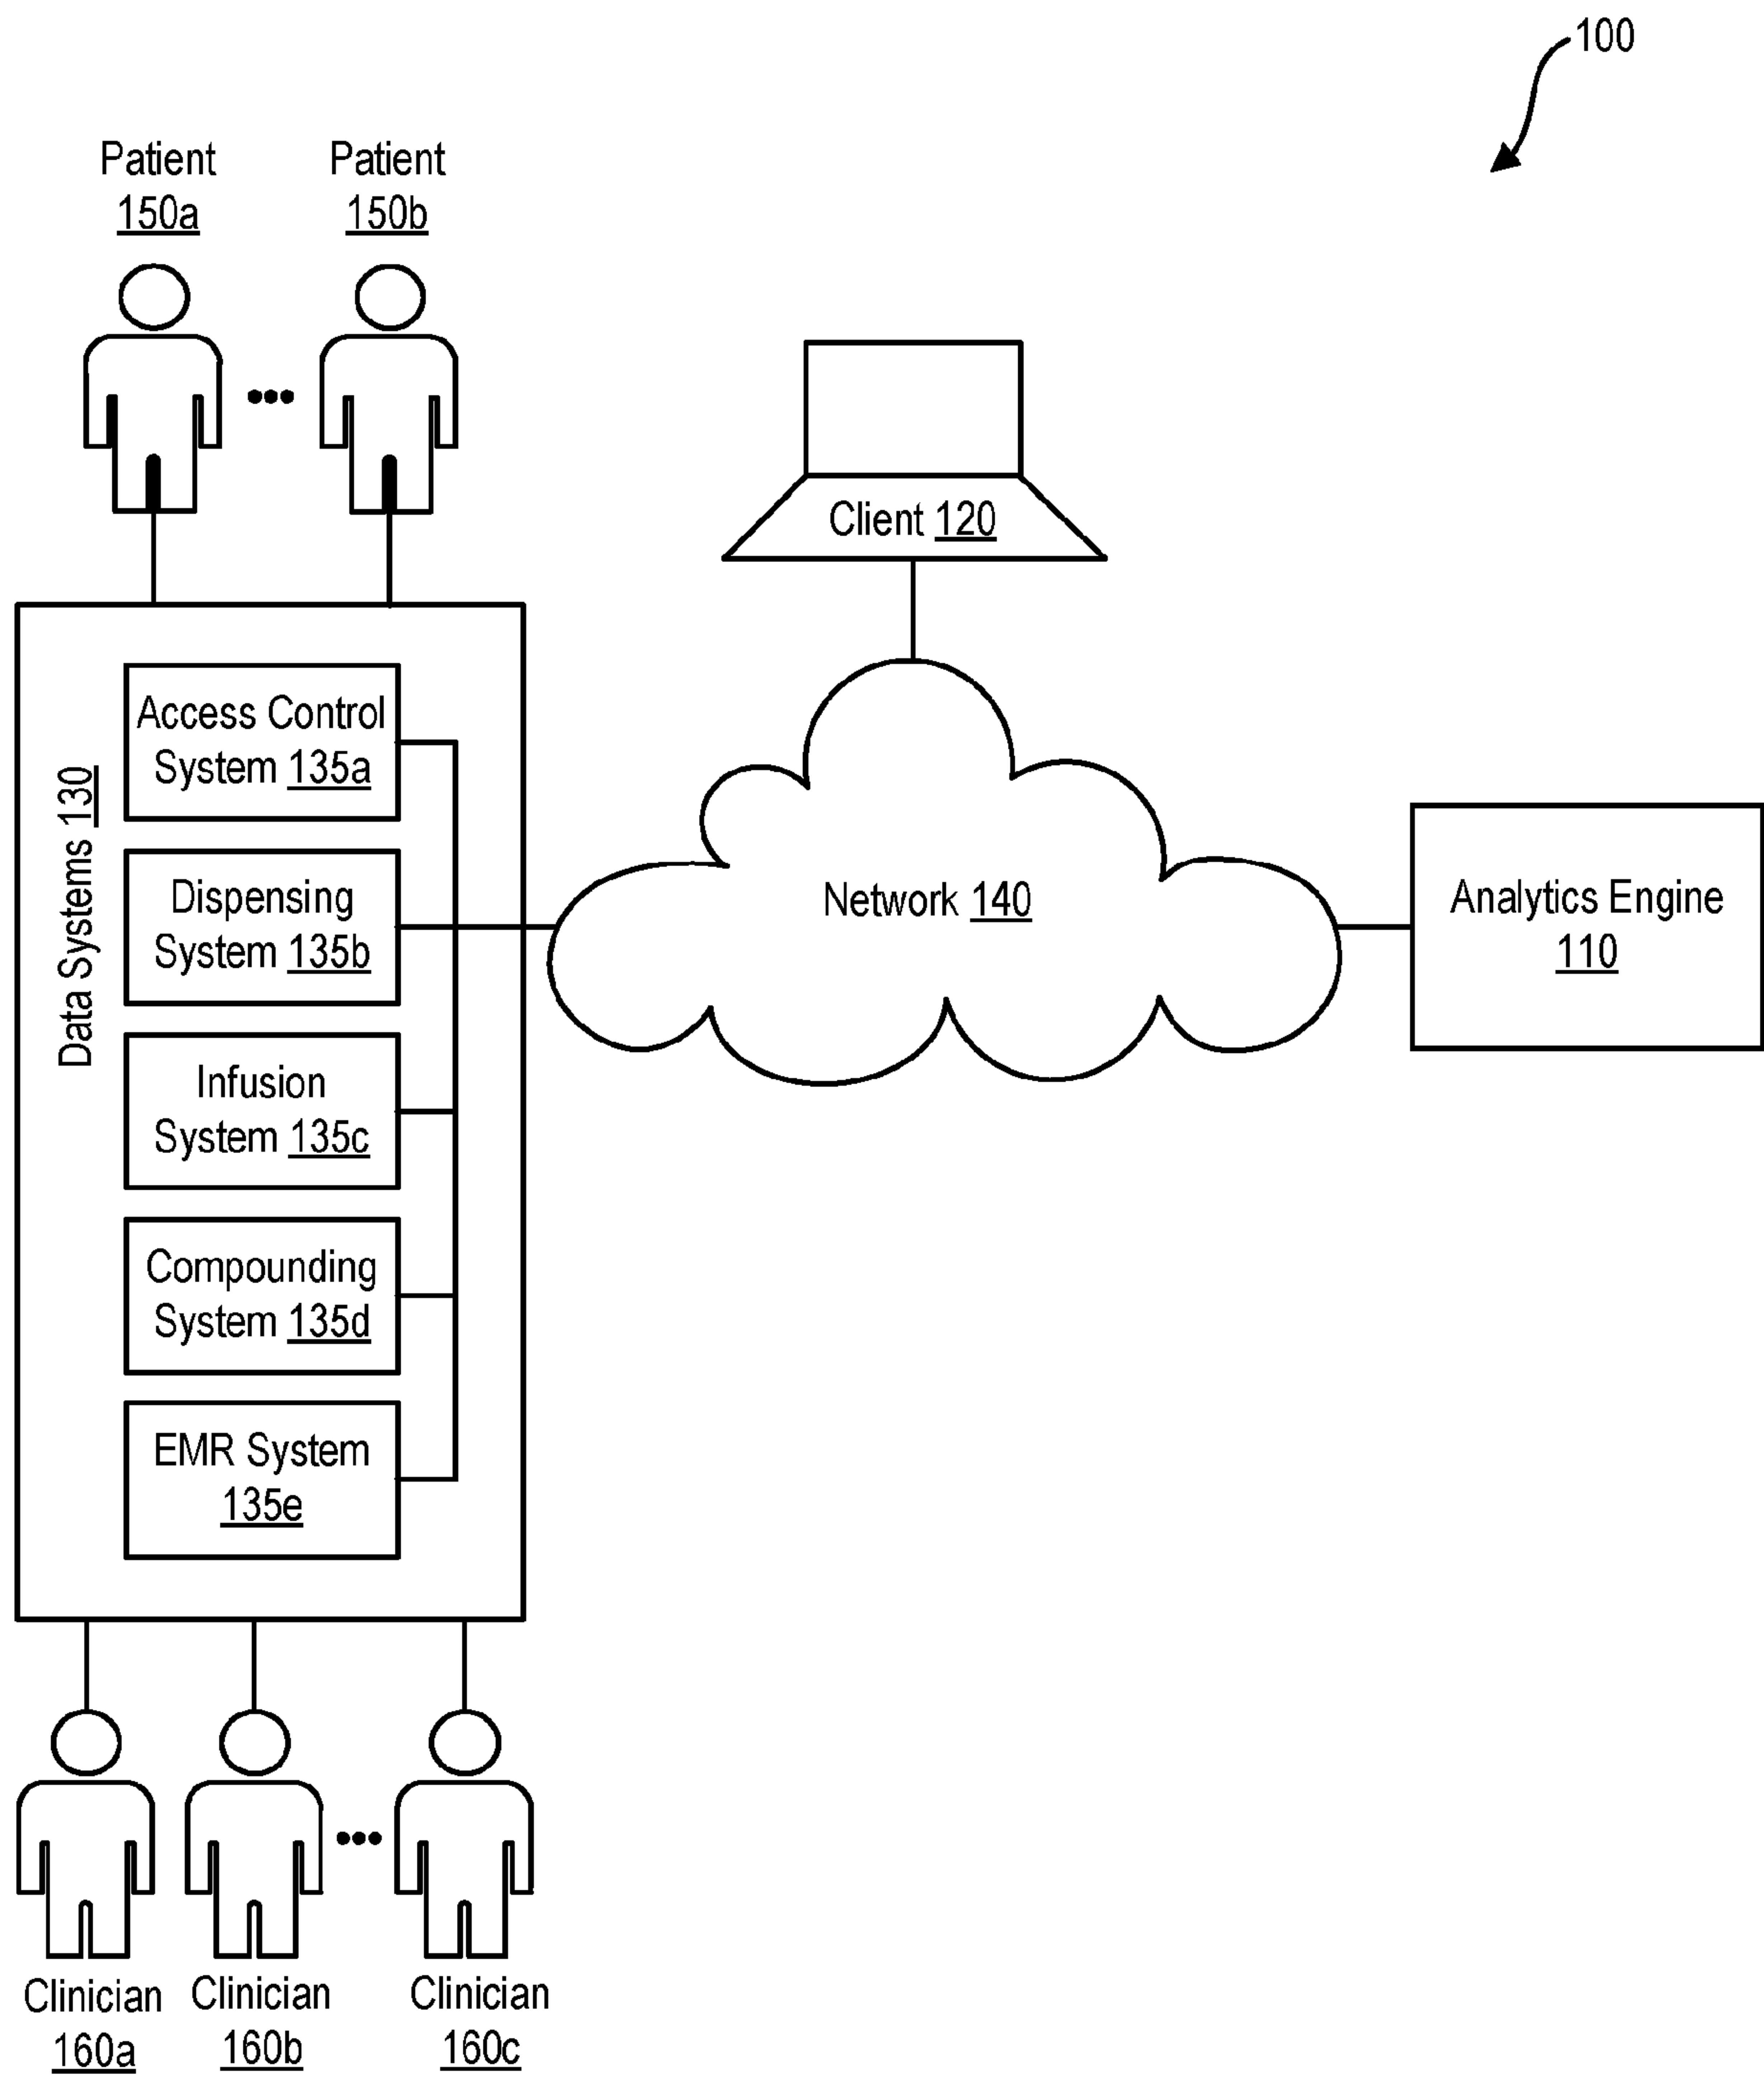 100
Patient
150a
Patient
150b
Client 120
Data Systems 130
Access Control
System 135a
Dispensing
System 135b
Infusion
System 135c
Compounding
System 135d
EMR System
135e
Network 140
Analytics Engine
110
Clinician
160a
Clinician
160b
Clinician
160c